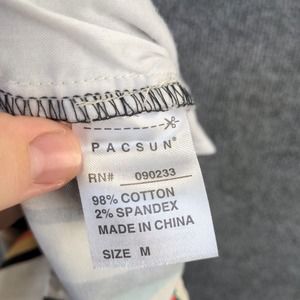 PACSUN®
RN# 090233
98% COTTON
2% SPANDEX
MADE IN CHINA
SIZE M